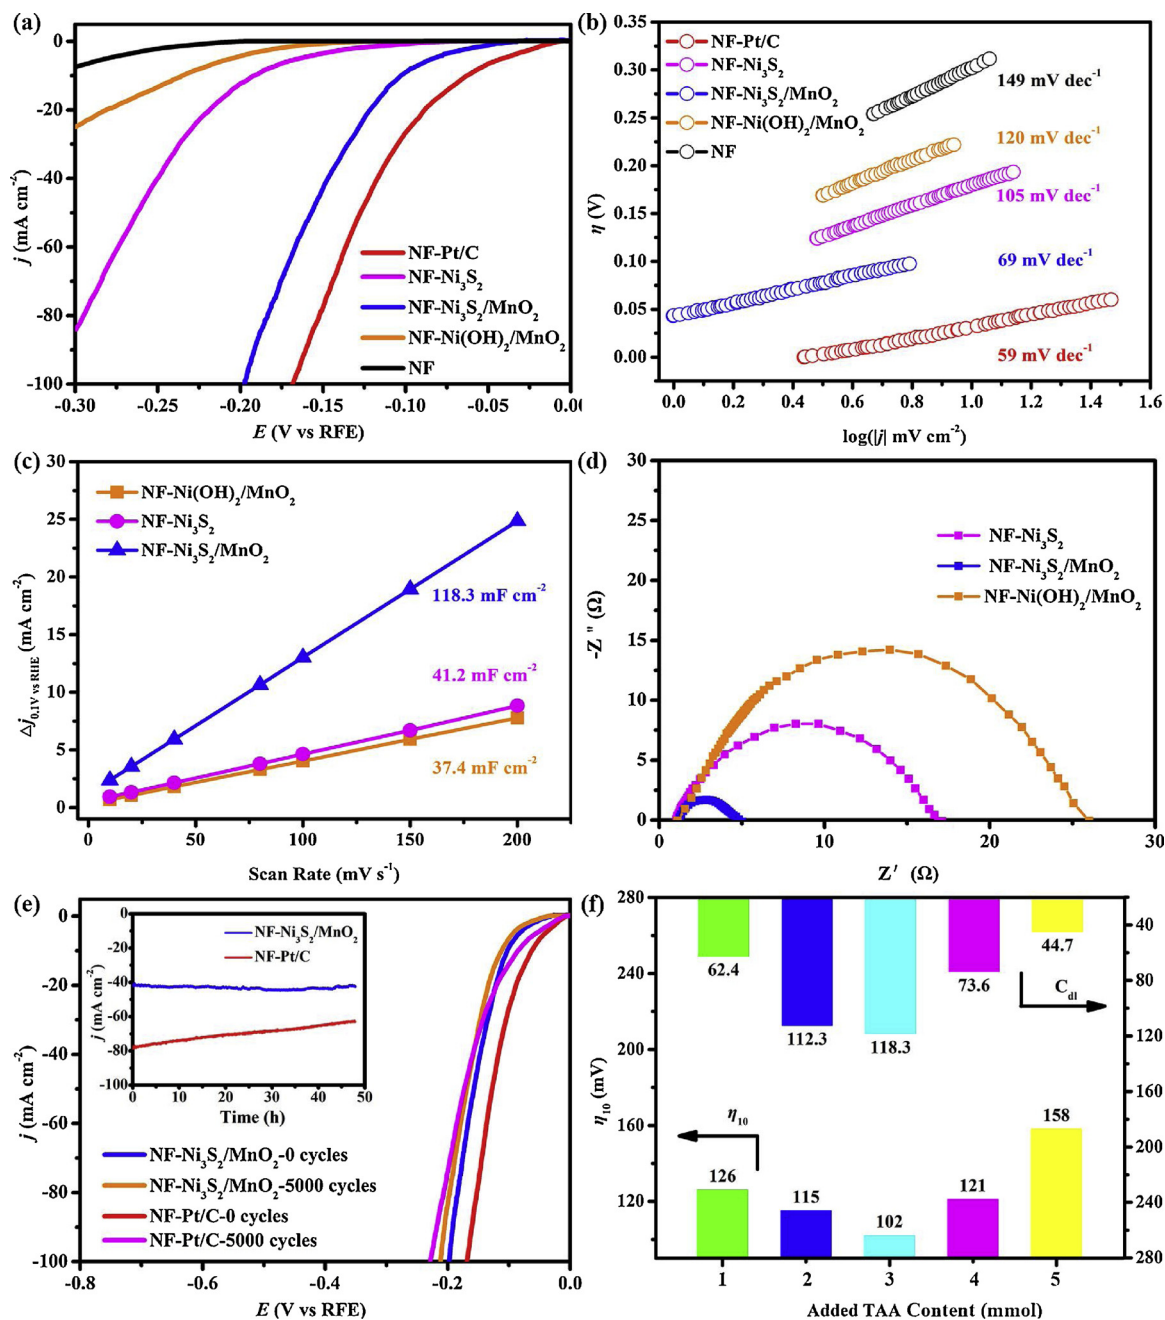 (a)
0
-20
-40
-60
-80
-100
j (mA cm⁻²)
-0.30
-0.25
-0.20
-0.15
-0.10
-0.05
0.00
E (V vs RFE)
NF-Pt/C
NF-Ni₃S₂
NF-Ni₃S₂/MnO₂
NF-Ni(OH)₂/MnO₂
NF
(b)
0.35
0.30
0.25
0.20
0.15
0.10
0.05
0.00
η (V)
NF-Pt/C
NF-Ni₃S₂
NF-Ni₃S₂/MnO₂
NF-Ni(OH)₂/MnO₂
NF
149 mV dec⁻¹
120 mV dec⁻¹
105 mV dec⁻¹
69 mV dec⁻¹
59 mV dec⁻¹
0.0
0.2
0.4
0.6
0.8
1.0
1.2
1.4
1.6
log(|j| mV cm⁻²)
(c)
30
25
20
15
10
5
0
Δj₀.₁V vs RHE (mA cm⁻²)
NF-Ni(OH)₂/MnO₂
NF-Ni₃S₂
NF-Ni₃S₂/MnO₂
118.3 mF cm⁻²
41.2 mF cm⁻²
37.4 mF cm⁻²
0
50
100
150
200
Scan Rate (mV s⁻¹)
(d)
30
25
20
15
10
5
0
-Z" (Ω)
NF-Ni₃S₂
NF-Ni₃S₂/MnO₂
NF-Ni(OH)₂/MnO₂
0
10
20
30
Z' (Ω)
(e)
0
-20
-40
-60
-80
-100
j (mA cm⁻²)
0
-20
-40
-60
-80
-100
j (mA cm⁻²)
NF-Ni₃S₂/MnO₂
NF-Pt/C
0
10
20
30
40
50
Time (h)
NF-Ni₃S₂/MnO₂-0 cycles
NF-Ni₃S₂/MnO₂-5000 cycles
NF-Pt/C-0 cycles
NF-Pt/C-5000 cycles
-0.8
-0.6
-0.4
-0.2
0.0
E (V vs RFE)
(f)
280
240
200
160
120
η₁₀ (mV)
62.4
112.3
118.3
73.6
44.7
C_dl
η₁₀
126
115
102
121
158
40
80
120
160
200
240
280
1
2
3
4
5
Added TAA Content (mmol)